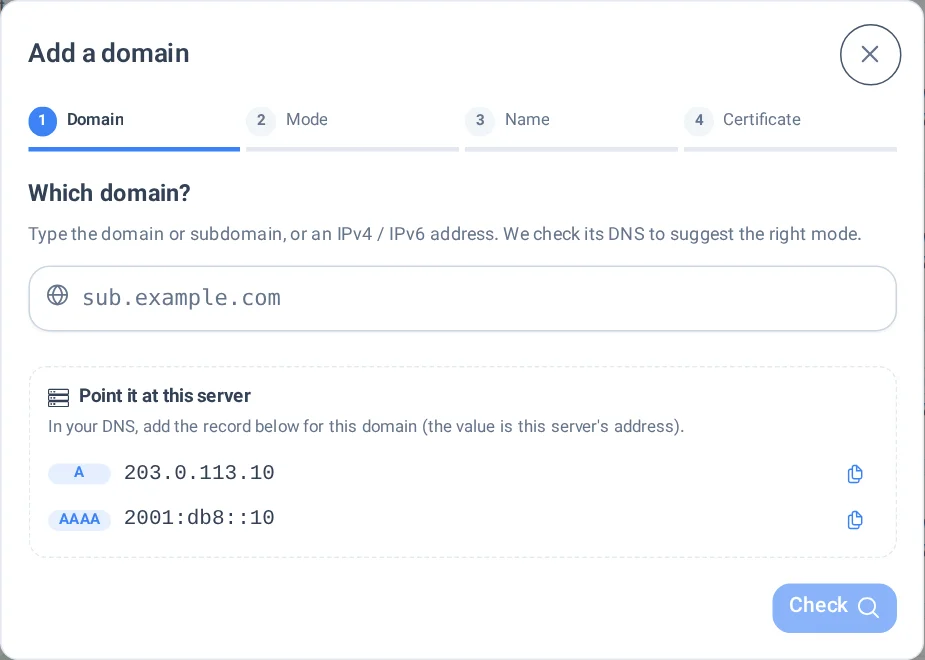 Add a domain
1 Domain
2 Mode
3 Name
4 Certificate
Which domain?
Type the domain or subdomain, or an IPv4 / IPv6 address. We check its DNS to suggest the right mode.
sub.example.com
Point it at this server
In your DNS, add the record below for this domain (the value is this server's address).
A 203.0.113.10
AAAA 2001:db8::10
Check